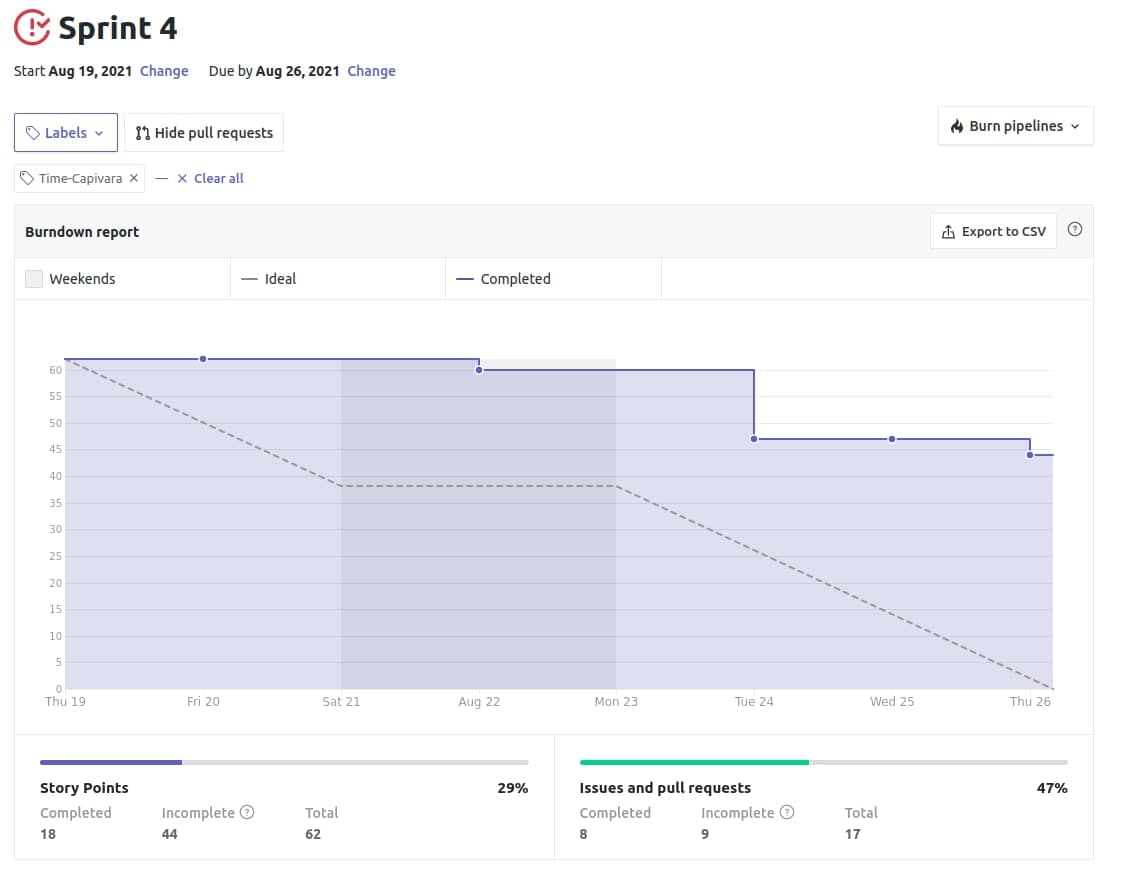 Sprint 4
Start Aug 19, 2021 Change Due by Aug 26, 2021 Change
Labels Hide pull requests Burn pipelines
Time-Capivara × — × Clear all
Burndown report Export to CSV ?
Weekends Ideal Completed
60
55
50
45
40
35
30
25
20
15
10
5
0
Thu 19 Fri 20 Sat 21 Aug 22 Mon 23 Tue 24 Wed 25 Thu 26
Story Points 29%
Completed Incomplete ? Total
18 44 62
Issues and pull requests 47%
Completed Incomplete ? Total
8 9 17